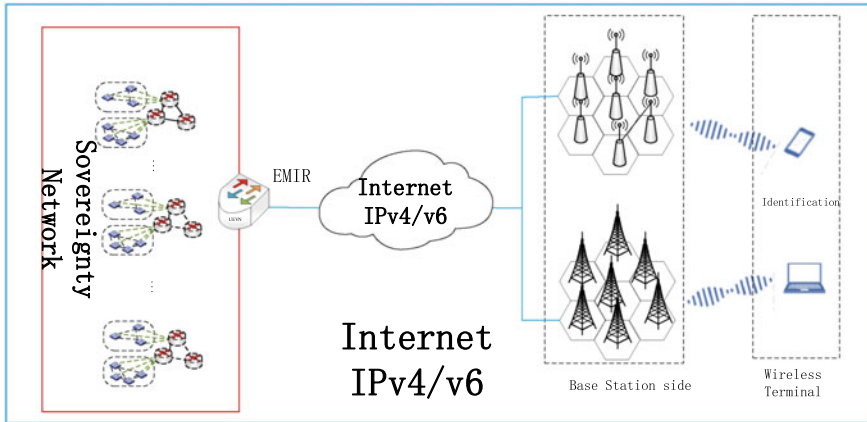 Sovereignty
Network
EMIR
Internet
IPv4/v6
Internet
IPv4/v6
Identification
Base Station side
Wireless
Terminal